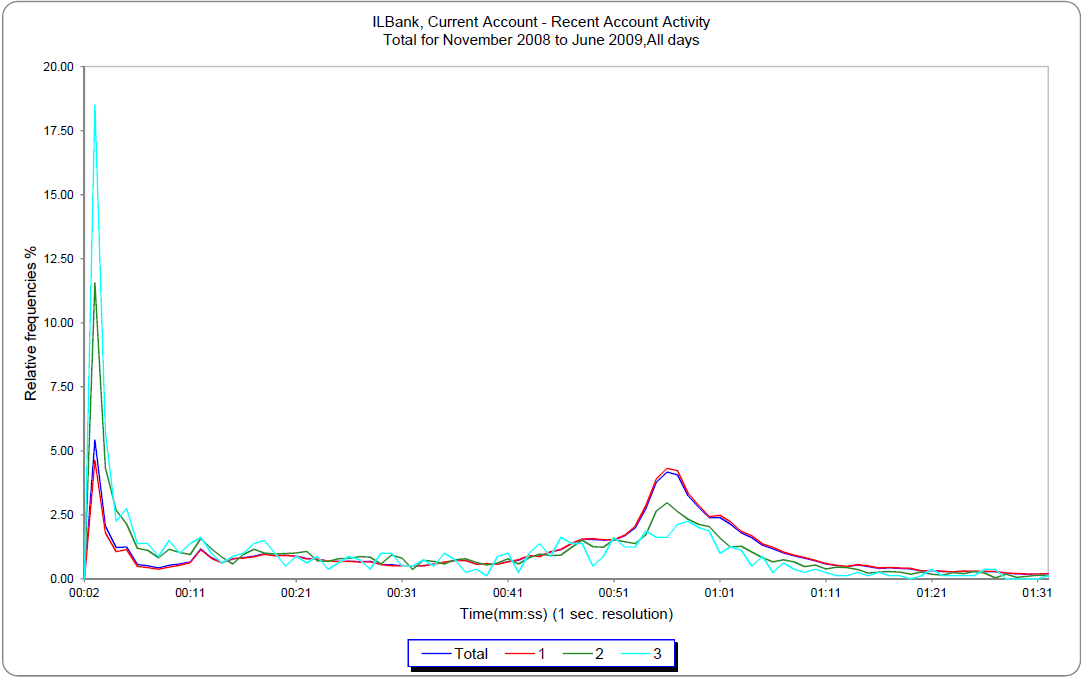 ILBank, Current Account - Recent Account Activity
Total for November 2008 to June 2009,All days
Relative frequencies %
20.00
17.50
15.00
12.50
10.00
7.50
5.00
2.50
0.00
00:02 00:11 00:21 00:31 00:41 00:51 01:01 01:11 01:21 01:31
Time(mm:ss) (1 sec. resolution)
Total 1 2 3